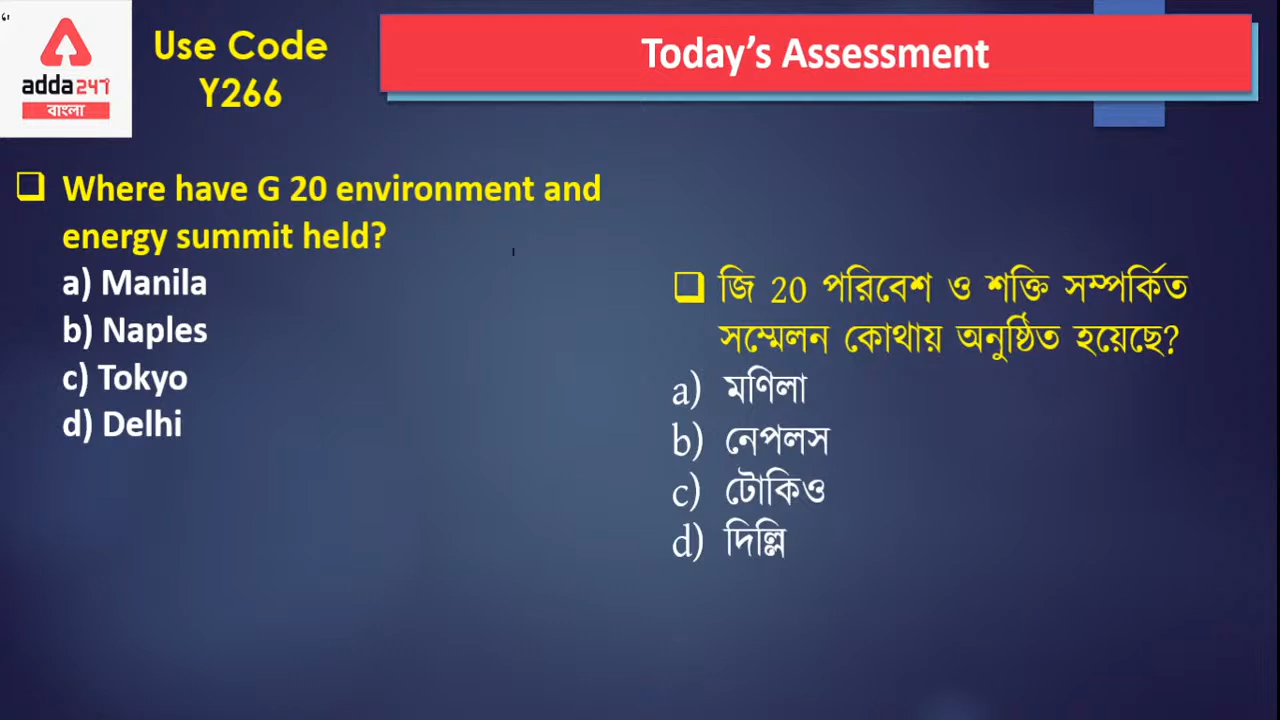 adda247
বাংলা
Use Code
Y266
Today's Assessment
❑ Where have G 20 environment and
energy summit held?
a) Manila
b) Naples
c) Tokyo
d) Delhi
❑ জি 20 পরিবেশ ও শক্তি সম্পর্কিত
সম্মেলন কোথায় অনুষ্ঠিত হয়েছে?
a) মণিলা
b) নেপলস
c) টোকিও
d) দিল্লি